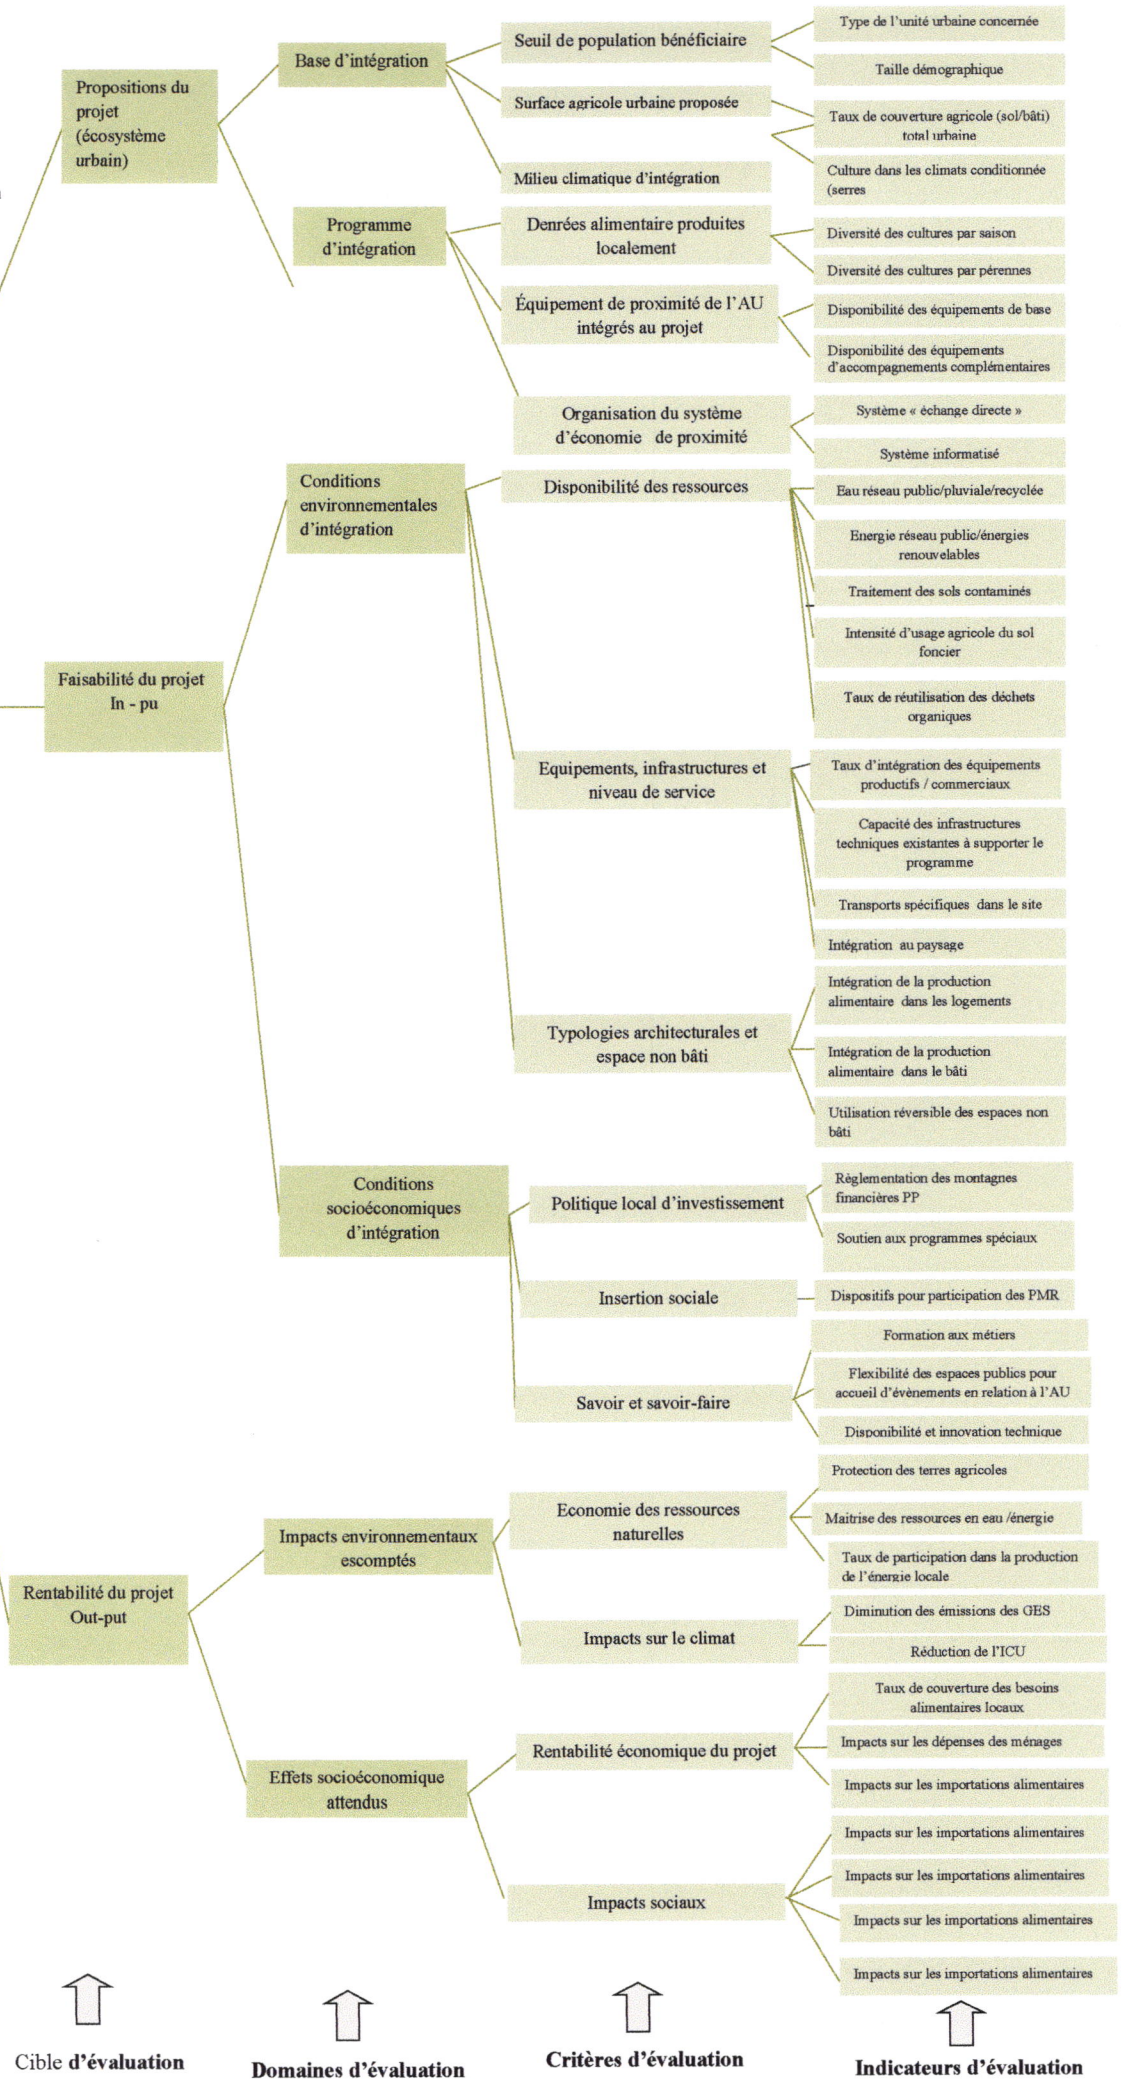 Propositions du
projet
(écosystème
urbain)
Base d'intégration
Seuil de population bénéficiaire
Type de l'unité urbaine concernée
Taille démographique
Surface agricole urbaine proposée
Taux de couverture agricole (sol/bâti)
total urbaine
Milieu climatique d'intégration
Culture dans les climats conditionnée
(serres
Programme
d'intégration
Denrées alimentaire produites
localement
Diversité des cultures par saison
Diversité des cultures par pérennes
Équipement de proximité de l'AU
intégrés au projet
Disponibilité des équipements de base
Disponibilité des équipements
d'accompagnements complémentaires
Organisation du système
d'économie de proximité
Système « échange directe »
Système informatisé
Faisabilité du projet
In - pu
Conditions
environnementales
d'intégration
Disponibilité des ressources
Eau réseau public/pluviale/recyclée
Energie réseau public/énergies
renouvelables
Traitement des sols contaminés
Intensité d'usage agricole du sol
foncier
Taux de réutilisation des déchets
organiques
Equipements, infrastructures et
niveau de service
Taux d'intégration des équipements
productifs / commerciaux
Capacité des infrastructures
techniques existantes à supporter le
programme
Transports spécifiques dans le site
Intégration au paysage
Typologies architecturales et
espace non bâti
Intégration de la production
alimentaire dans les logements
Intégration de la production
alimentaire dans le bâti
Utilisation réversible des espaces non
bâti
Conditions
socioéconomiques
d'intégration
Politique local d'investissement
Règlementation des montagnes
financières PP
Soutien aux programmes spéciaux
Insertion sociale
Dispositifs pour participation des PMR
Savoir et savoir-faire
Formation aux métiers
Flexibilité des espaces publics pour
accueil d'évènements en relation à l'AU
Disponibilité et innovation technique
Rentabilité du projet
Out-put
Impacts environnementaux
escomptés
Economie des ressources
naturelles
Protection des terres agricoles
Maitrise des ressources en eau /énergie
Taux de participation dans la production
de l'énergie locale
Impacts sur le climat
Diminution des émissions des GES
Réduction de l'ICU
Effets socioéconomique
attendus
Rentabilité économique du projet
Taux de couverture des besoins
alimentaires locaux
Impacts sur les dépenses des ménages
Impacts sur les importations alimentaires
Impacts sociaux
Impacts sur les importations alimentaires
Impacts sur les importations alimentaires
Impacts sur les importations alimentaires
Impacts sur les importations alimentaires
Cible d'évaluation
Domaines d'évaluation
Critères d'évaluation
Indicateurs d'évaluation